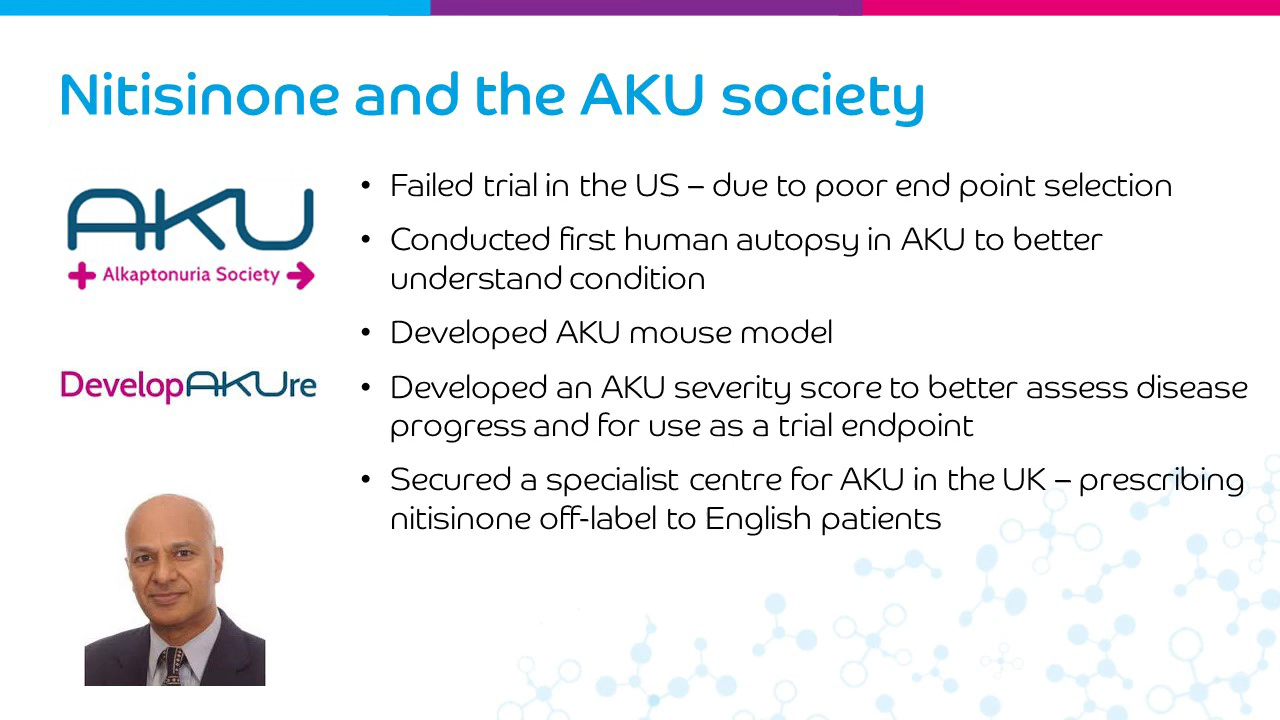 Nitisinone and the AKU society
AKU
Alkaptonuria Society
DevelopAKUre
• Failed trial in the US – due to poor end point selection
• Conducted first human autopsy in AKU to better
understand condition
• Developed AKU mouse model
• Developed an AKU severity score to better assess disease
progress and for use as a trial endpoint
• Secured a specialist centre for AKU in the UK – prescribing
nitisinone off-label to English patients